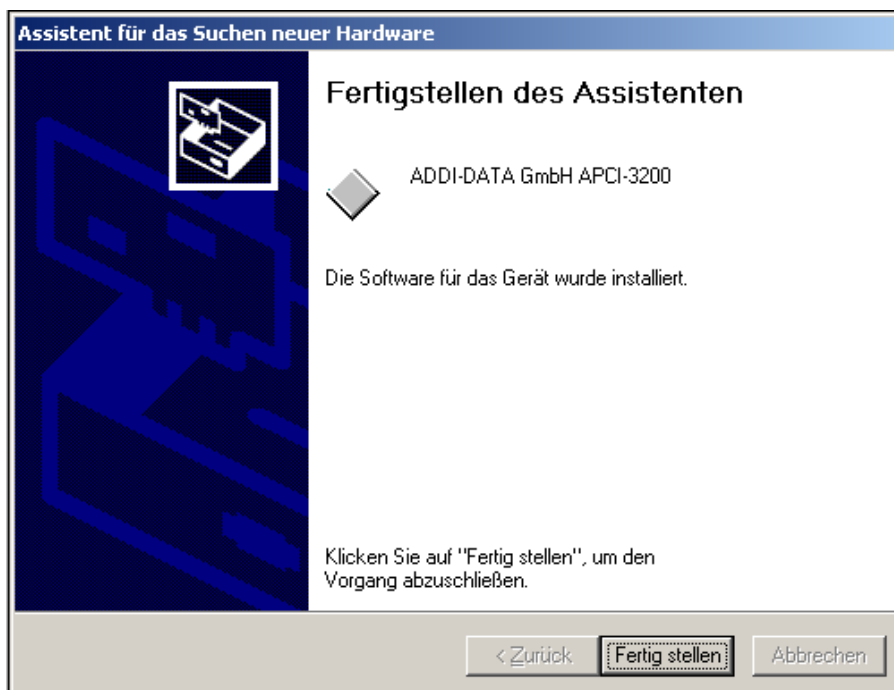 Assistent für das Suchen neuer Hardware
Fertigstellen des Assistenten
ADDI-DATA GmbH APCI-3200
Die Software für das Gerät wurde installiert.
Klicken Sie auf "Fertig stellen", um den
Vorgang abzuschließen.
< Zurück
Fertig stellen
Abbrechen